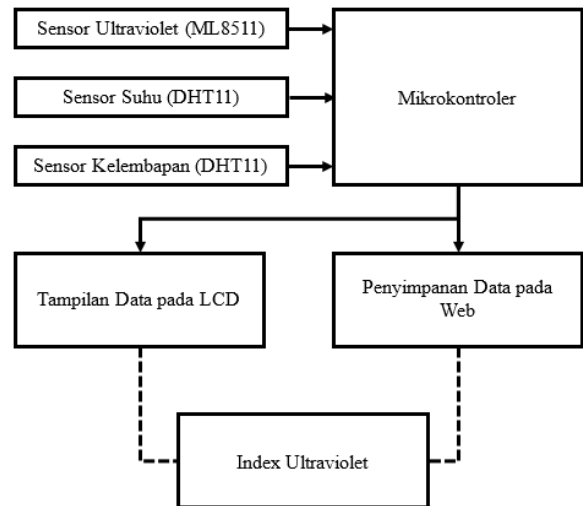 Sensor Ultraviolet (ML8511)
Sensor Suhu (DHT11)
Sensor Kelembapan (DHT11)
Mikrokontroler
Tampilan Data pada LCD
Penyimpanan Data pada
Web
Index Ultraviolet